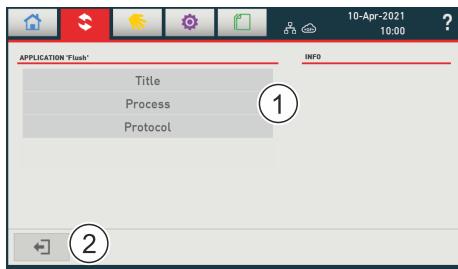 10-Apr-2021
10:00
?
APPLICATION 'Flush'
INFO
Title
Process
Protocol
1
2